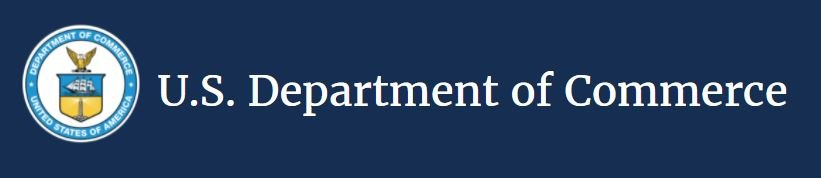 DEPARTMENT OF COMMERCE
UNITED STATES OF AMERICA
U.S. Department of Commerce